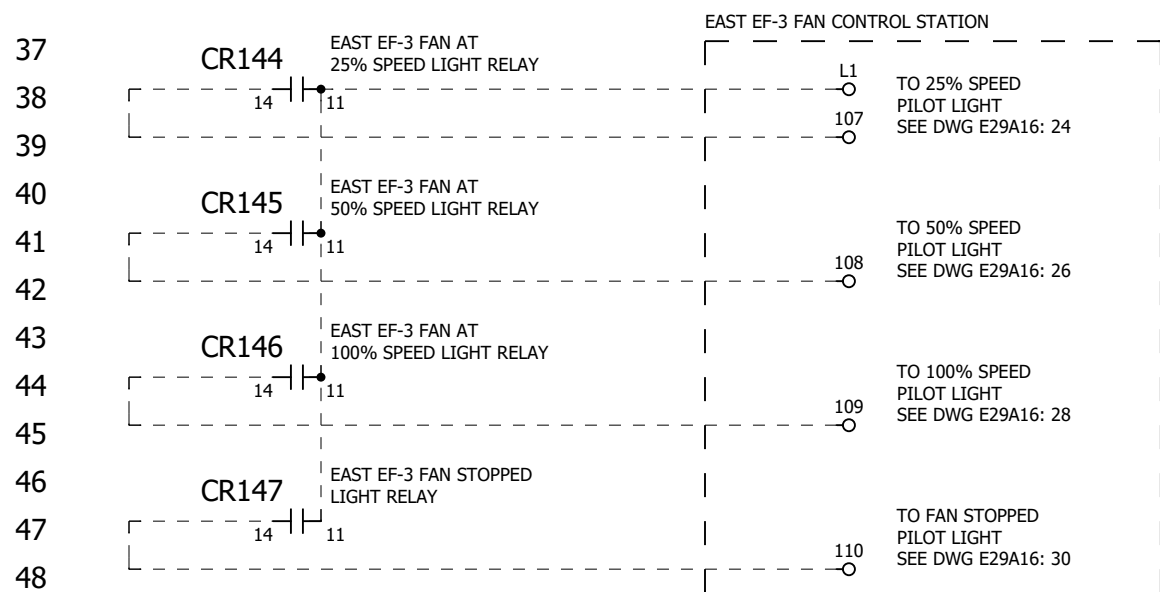 EAST EF-3 FAN CONTROL STATION
37
EAST EF-3 FAN AT
25% SPEED LIGHT RELAY
CR144
38
14
11
L1
TO 25% SPEED
PILOT LIGHT
SEE DWG E29A16: 24
39
107
40
EAST EF-3 FAN AT
50% SPEED LIGHT RELAY
CR145
41
14
11
TO 50% SPEED
PILOT LIGHT
SEE DWG E29A16: 26
42
108
43
EAST EF-3 FAN AT
100% SPEED LIGHT RELAY
CR146
44
14
11
TO 100% SPEED
PILOT LIGHT
SEE DWG E29A16: 28
45
109
46
EAST EF-3 FAN STOPPED
LIGHT RELAY
CR147
47
14
11
TO FAN STOPPED
PILOT LIGHT
SEE DWG E29A16: 30
48
110